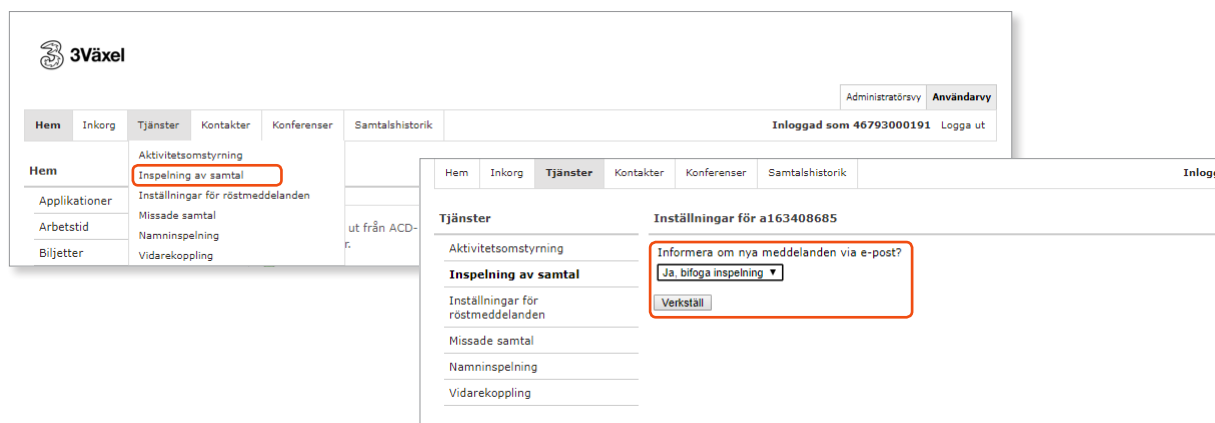 3Växel
Administratörsvy Användarvy
Hem Inkorg Tjänster Kontakter Konferenser Samtalshistorik Inloggad som 46793000191 Logga ut
Hem
Applikationer
Arbetstid
Biljetter
Aktivitetsomstyrning
Inspelning av samtal
Inställningar för röstmeddelanden
Missade samtal
Namninspelning
Vidarekoppling
ut från ACD-
r.
Hem Inkorg Tjänster Kontakter Konferenser Samtalshistorik Inlogg
Tjänster
Aktivitetsomstyrning
Inspelning av samtal
Inställningar för
röstmeddelanden
Missade samtal
Namninspelning
Vidarekoppling
Inställningar för a163408685
Informera om nya meddelanden via e-post?
Ja, bifoga inspelning ▼
Verkställ